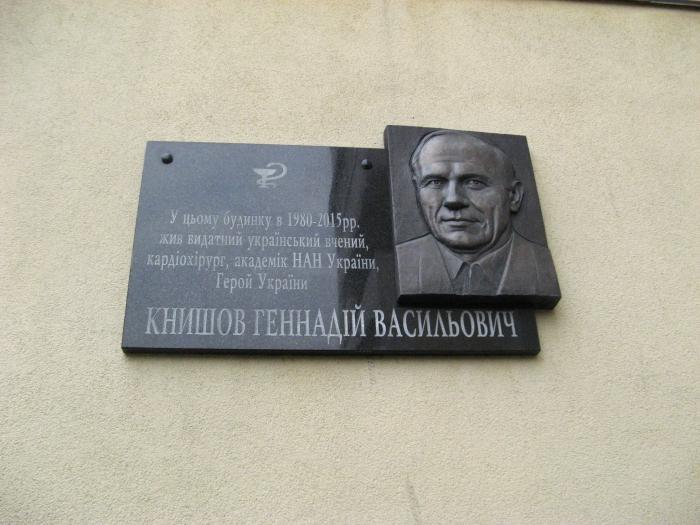 У цьому будинку в 1980-2015рр.
жив видатний український вчений,
кардіохірург, академік НАН України,
Герой України
КНИШОВ ГЕННАДІЙ ВАСИЛЬОВИЧ